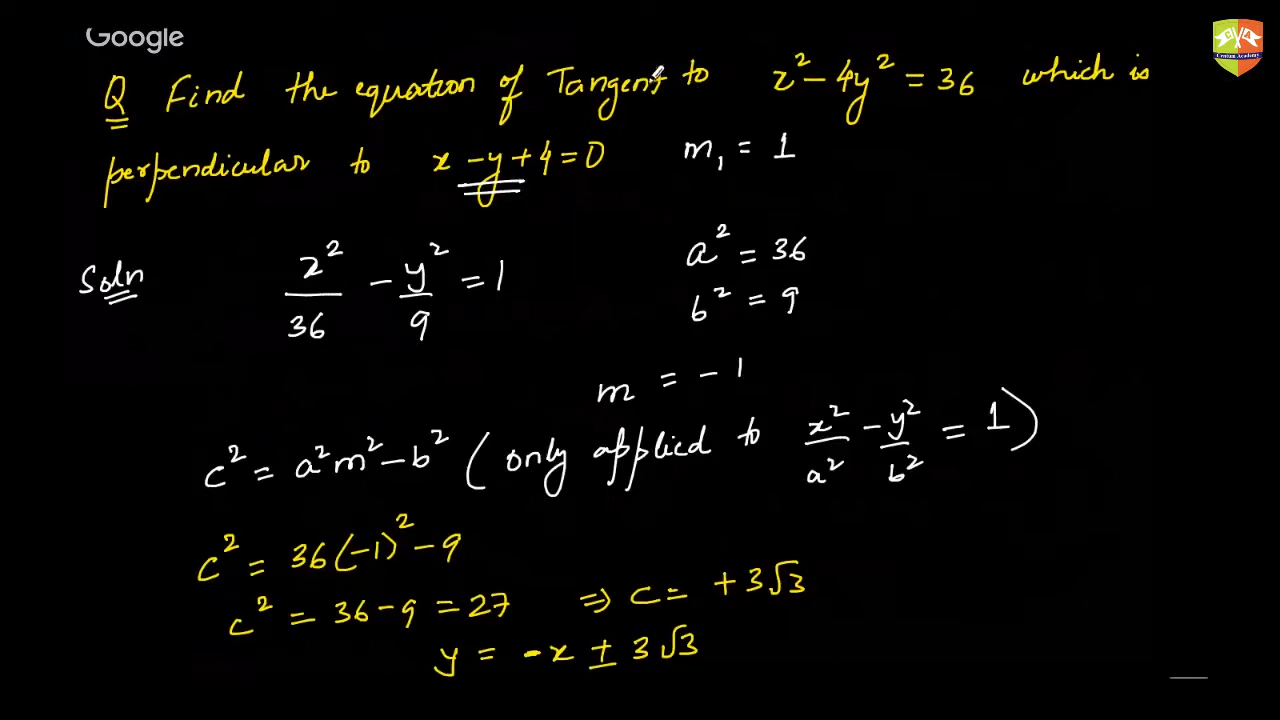 Google
Q Find the equation of Tangent to x² - 4y² = 36 which is
perpendicular to x - y + 4 = 0 m₁ = 1
Soln x²/36 - y²/9 = 1
a² = 36
b² = 9
m = -1
c² = a²m² - b² (only applied to x²/a² - y²/b² = 1)
c² = 36(-1)² - 9
c² = 36 - 9 = 27 ⇒ c = +3√3
y = -x ± 3√3